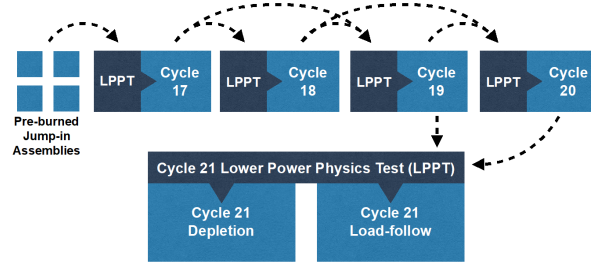 LPPT
Cycle
17
LPPT
Cycle
18
LPPT
Cycle
19
LPPT
Cycle
20
Pre-burned
Jump-in
Assemblies
Cycle 21 Lower Power Physics Test (LPPT)
Cycle 21
Depletion
Cycle 21
Load-follow